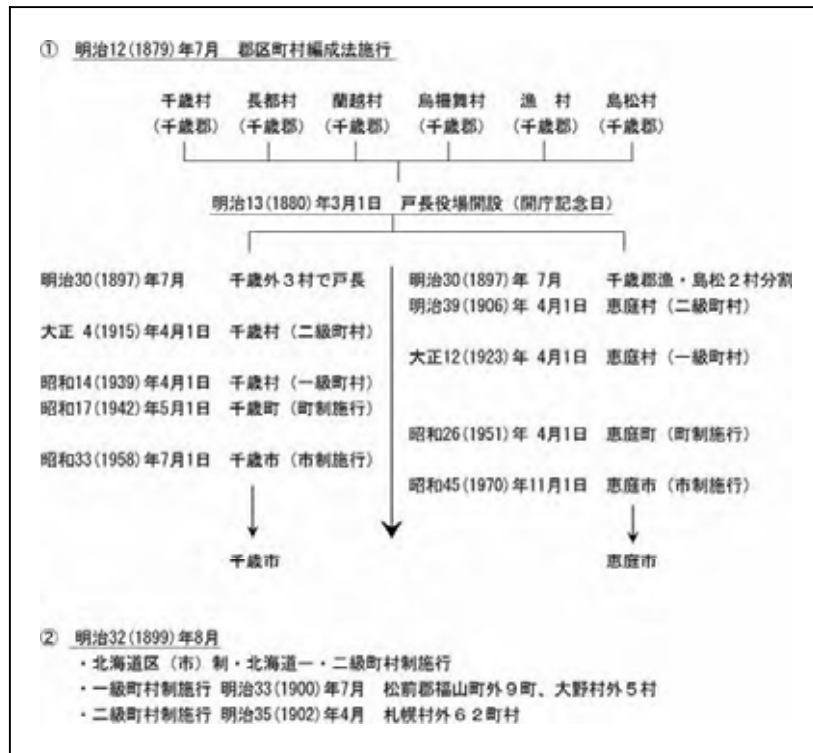 ① 明治12(1879)年7月 郡区町村編成法施行
千歳村 長都村 蘭越村 烏柵舞村 漁村 島松村
(千歳郡) (千歳郡) (千歳郡) (千歳郡) (千歳郡) (千歳郡)
明治13(1880)年3月1日 戸長役場開設(開庁記念日)
明治30(1897)年7月 千歳外3村で戸長
大正 4(1915)年4月1日 千歳村(二級町村)
昭和14(1939)年4月1日 千歳村(一級町村)
昭和17(1942)年5月1日 千歳町(町制施行)
昭和33(1958)年7月1日 千歳市(市制施行)
千歳市
明治30(1897)年 7月 千歳郡漁・島松2村分割
明治39(1906)年 4月1日 恵庭村(二級町村)
大正12(1923)年 4月1日 恵庭村(一級町村)
昭和26(1951)年 4月1日 恵庭町(町制施行)
昭和45(1970)年11月1日 恵庭市(市制施行)
恵庭市
② 明治32(1899)年8月
・北海道区(市)制・北海道一・二級町村制施行
・一級町村制施行 明治33(1900)年7月 松前郡福山町外9町、大野村外5村
・二級町村制施行 明治35(1902)年4月 札幌村外62町村